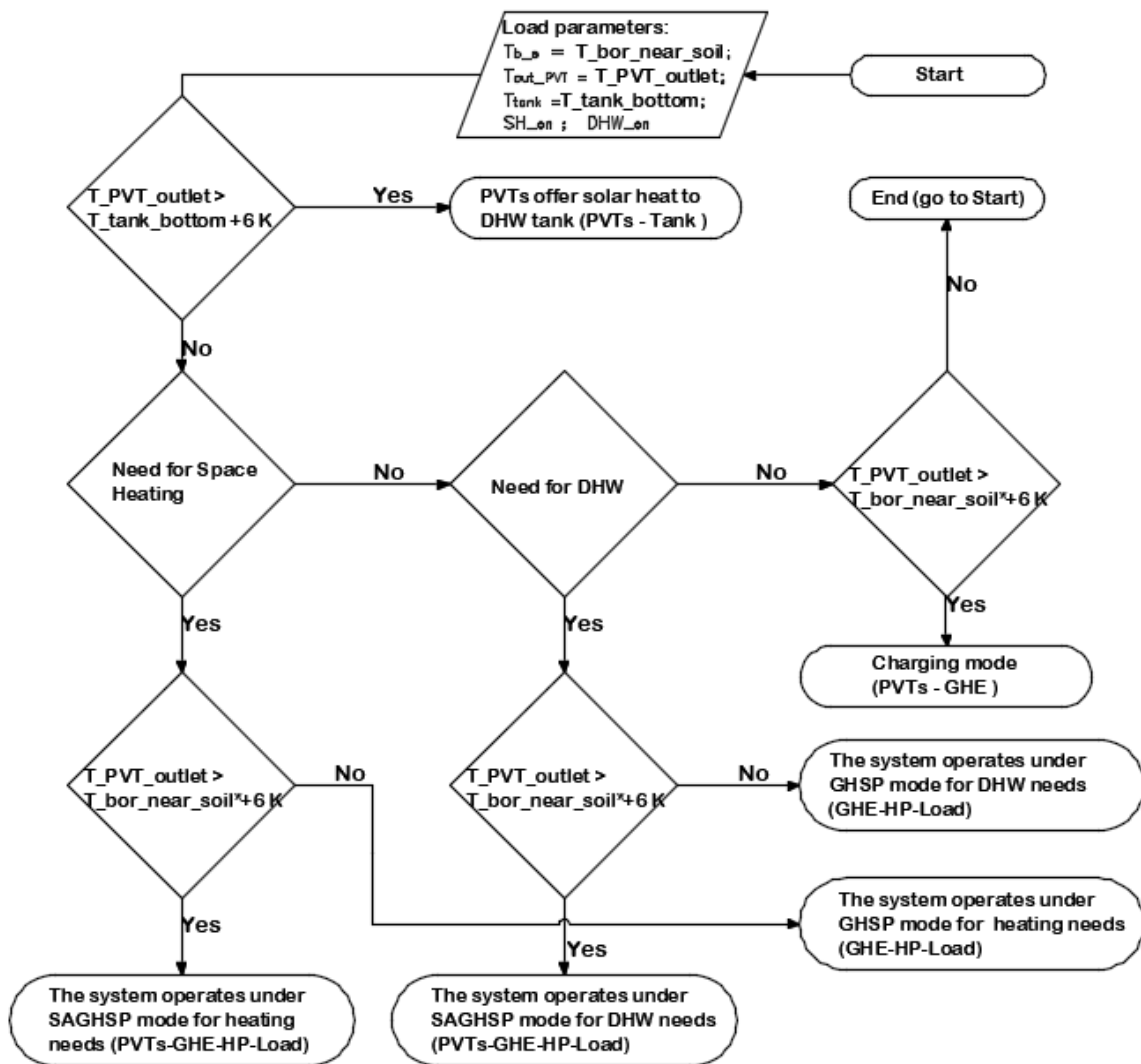 Load parameters:
Tb_s = T_bor_near_soil;
Tout_PVT = T_PVT_outlet;
Ttank =T_tank_bottom;
SH_on ; DHW_on
Start
T_PVT_outlet >
T_tank_bottom +6 K
Yes
PVTs offer solar heat to
DHW tank (PVTs - Tank )
End (go to Start)
No
No
Need for Space
Heating
No
Need for DHW
No
T_PVT_outlet >
T_bor_near_soil*+6 K
Yes
Yes
Yes
Charging mode
(PVTs - GHE )
T_PVT_outlet >
T_bor_near_soil*+6 K
No
T_PVT_outlet >
T_bor_near_soil*+6 K
No
The system operates under
GHSP mode for DHW needs
(GHE-HP-Load)
The system operates under
GHSP mode for heating needs
(GHE-HP-Load)
Yes
Yes
The system operates under
SAGHSP mode for heating
needs (PVTs-GHE-HP-Load)
The system operates under
SAGHSP mode for DHW needs
(PVTs-GHE-HP-Load)